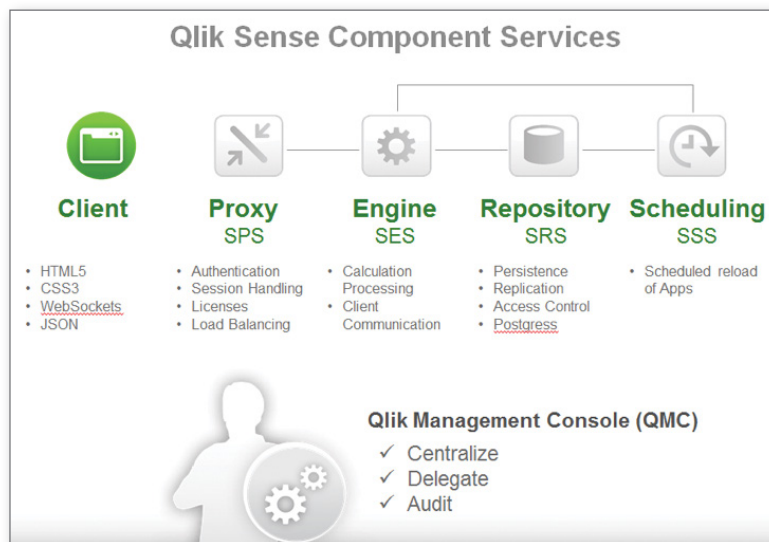 Qlik Sense Component Services
Client
Proxy
SPS
Engine
SES
Repository
SRS
Scheduling
SSS
• HTML5
• CSS3
• WebSockets
• JSON
• Authentication
• Session Handling
• Licenses
• Load Balancing
• Calculation
Processing
• Client
Communication
• Persistence
• Replication
• Access Control
• Postgress
• Scheduled reload
of Apps
Qlik Management Console (QMC)
✓ Centralize
✓ Delegate
✓ Audit